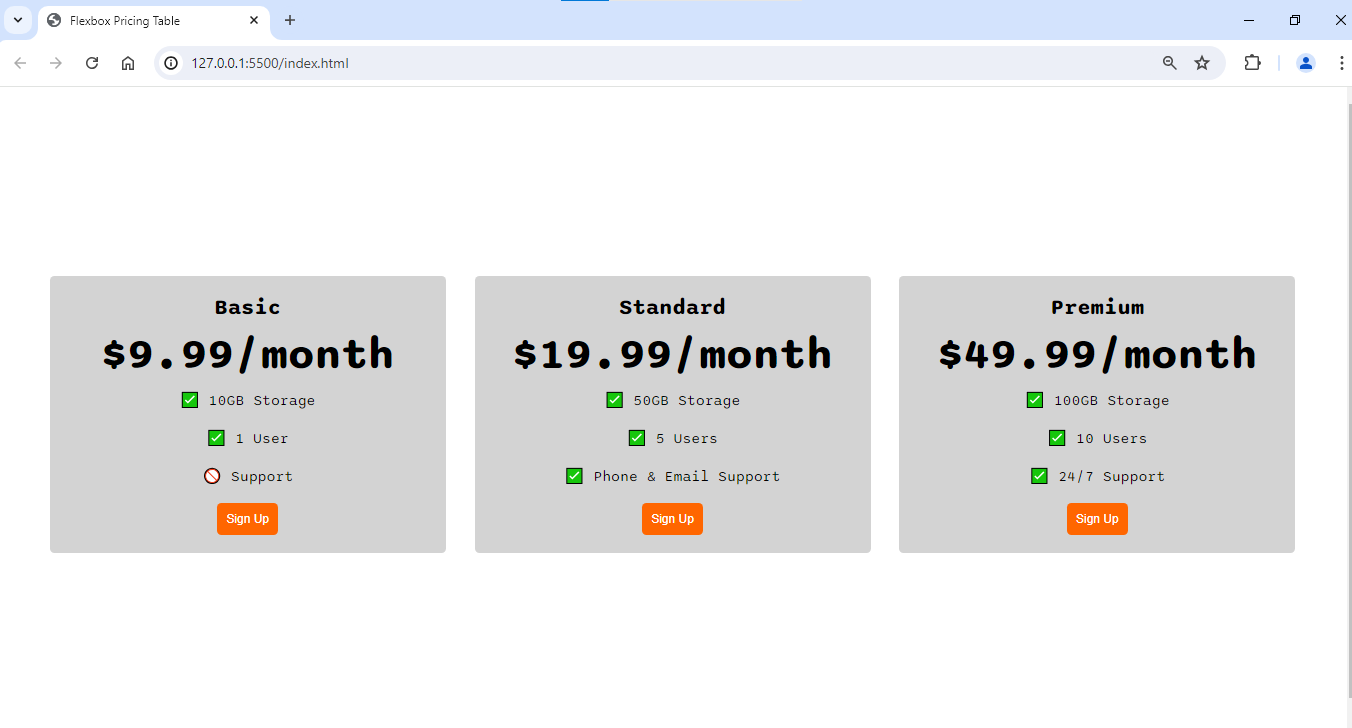 Flexbox Pricing Table
127.0.0.1:5500/index.html
Basic
$9.99/month
✅ 10GB Storage
✅ 1 User
🚫 Support
Sign Up
Standard
$19.99/month
✅ 50GB Storage
✅ 5 Users
✅ Phone & Email Support
Sign Up
Premium
$49.99/month
✅ 100GB Storage
✅ 10 Users
✅ 24/7 Support
Sign Up